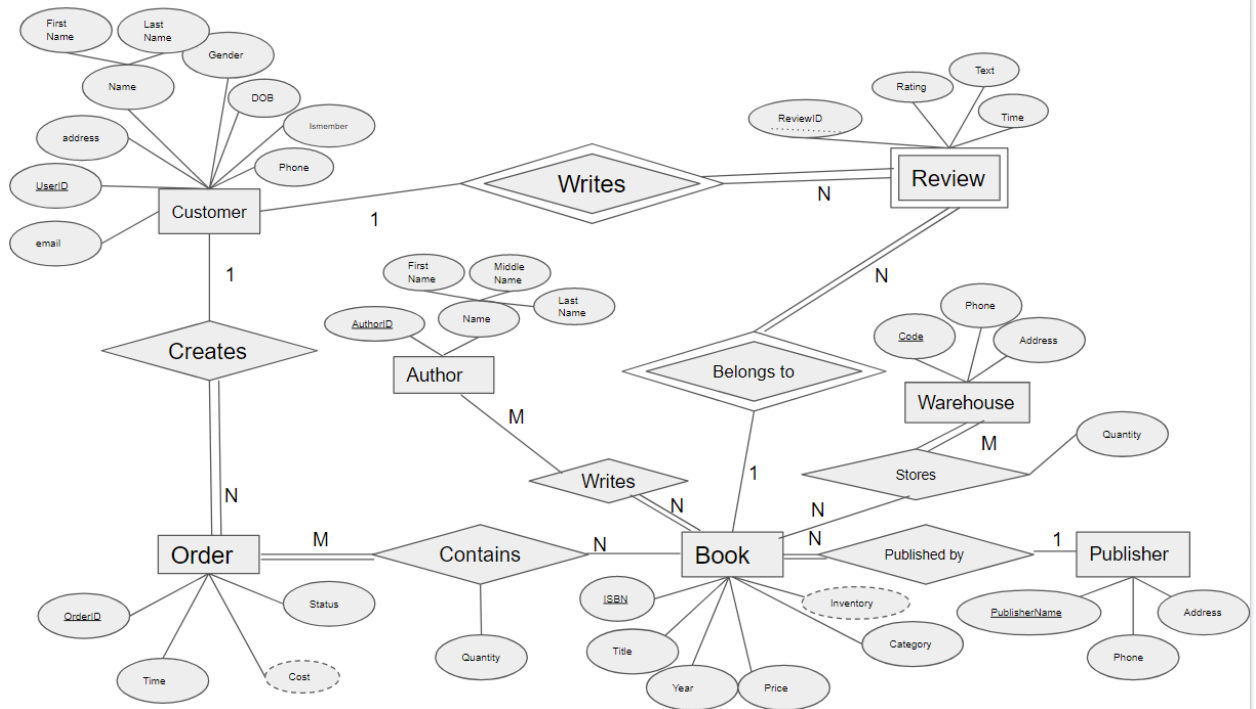 First
Name
Last
Name
Gender
Name
DOB
Ismember
address
Phone
UserID
Customer
email
1
Writes
N
ReviewID
Rating
Text
Time
Review
1
Creates
N
First
Name
Middle
Name
Last
Name
AuthorID
Name
Author
M
Writes
N
N
Belongs to
1
Phone
Code
Address
Warehouse
M
Quantity
Stores
N
Order
M
Contains
N
Book
N
Published by
1
Publisher
OrderID
Status
Time
Cost
Quantity
ISBN
Inventory
Title
Category
Year
Price
PublisherName
Address
Phone